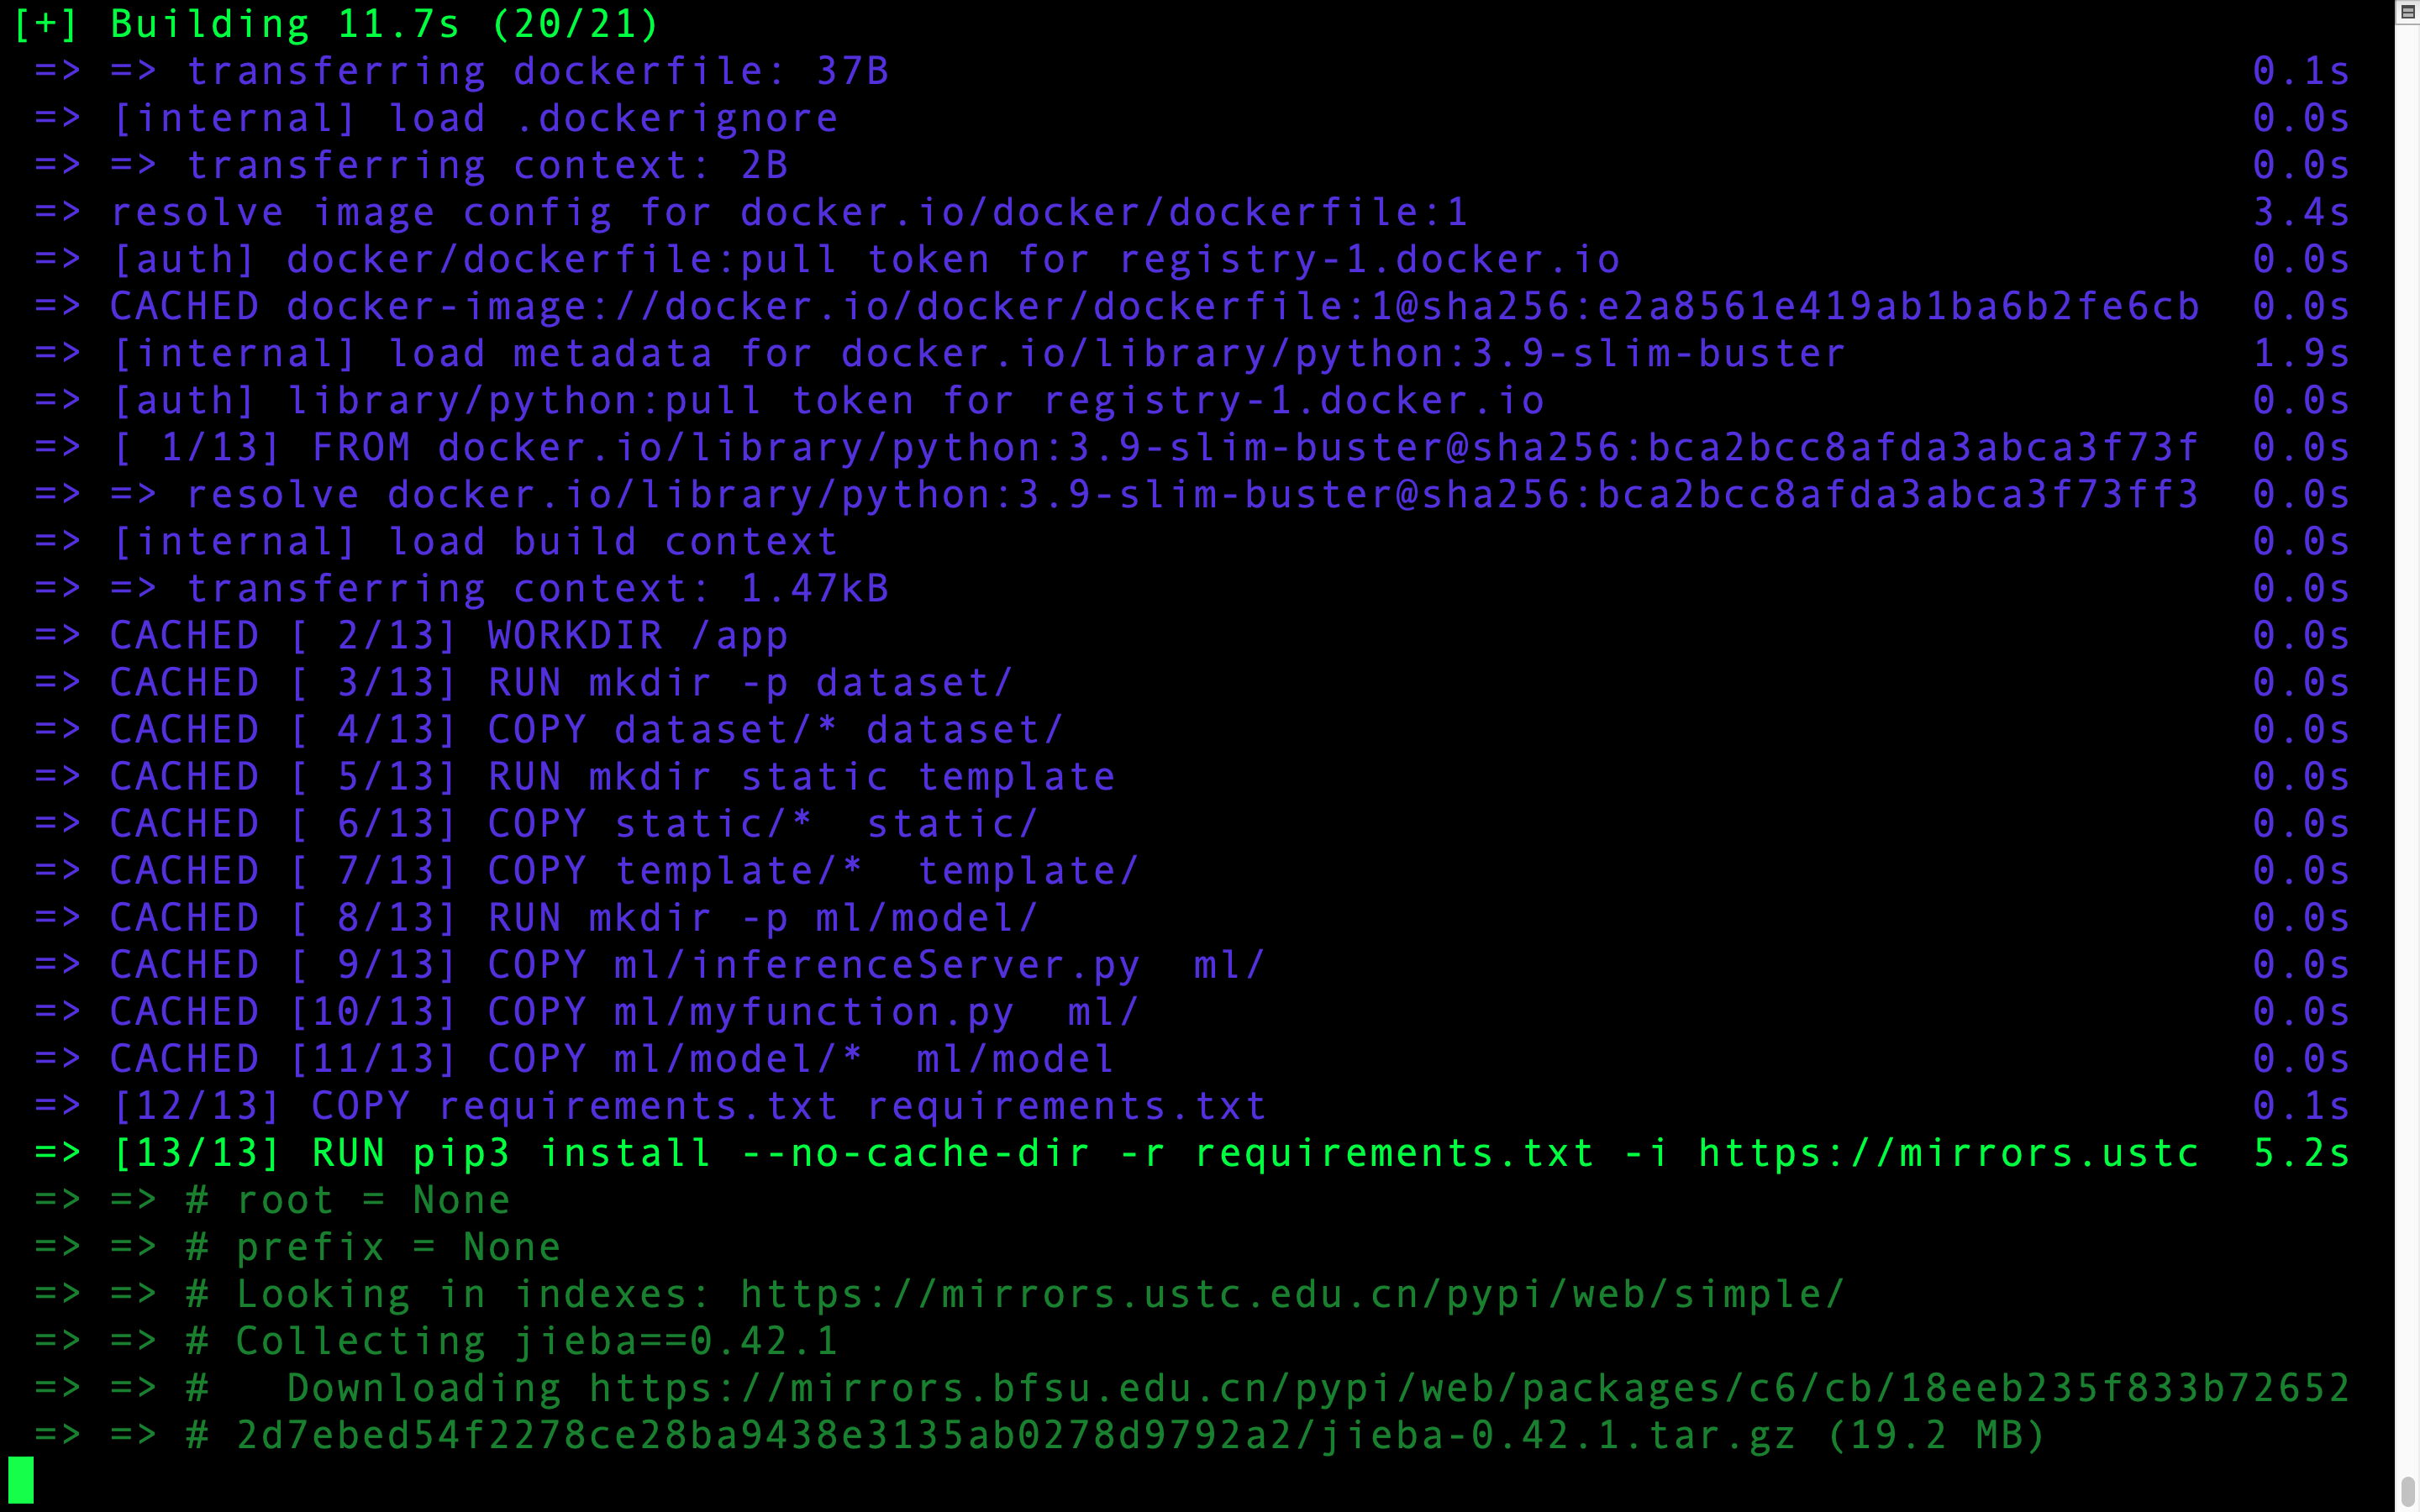 [+] Building 11.7s (20/21)
=> => transferring dockerfile: 37B 0.1s
=> [internal] load .dockerignore 0.0s
=> => transferring context: 2B 0.0s
=> resolve image config for docker.io/docker/dockerfile:1 3.4s
=> [auth] docker/dockerfile:pull token for registry-1.docker.io 0.0s
=> CACHED docker-image://docker.io/docker/dockerfile:1@sha256:e2a8561e419ab1ba6b2fe6cb 0.0s
=> [internal] load metadata for docker.io/library/python:3.9-slim-buster 1.9s
=> [auth] library/python:pull token for registry-1.docker.io 0.0s
=> [ 1/13] FROM docker.io/library/python:3.9-slim-buster@sha256:bca2bcc8afda3abca3f73f 0.0s
=> => resolve docker.io/library/python:3.9-slim-buster@sha256:bca2bcc8afda3abca3f73ff3 0.0s
=> [internal] load build context 0.0s
=> => transferring context: 1.47kB 0.0s
=> CACHED [ 2/13] WORKDIR /app 0.0s
=> CACHED [ 3/13] RUN mkdir -p dataset/ 0.0s
=> CACHED [ 4/13] COPY dataset/* dataset/ 0.0s
=> CACHED [ 5/13] RUN mkdir static template 0.0s
=> CACHED [ 6/13] COPY static/*  static/ 0.0s
=> CACHED [ 7/13] COPY template/*  template/ 0.0s
=> CACHED [ 8/13] RUN mkdir -p ml/model/ 0.0s
=> CACHED [ 9/13] COPY ml/inferenceServer.py  ml/ 0.0s
=> CACHED [10/13] COPY ml/myfunction.py  ml/ 0.0s
=> CACHED [11/13] COPY ml/model/*  ml/model 0.0s
=> [12/13] COPY requirements.txt requirements.txt 0.1s
=> [13/13] RUN pip3 install --no-cache-dir -r requirements.txt -i https://mirrors.ustc 5.2s
=> => # root = None
=> => # prefix = None
=> => # Looking in indexes: https://mirrors.ustc.edu.cn/pypi/web/simple/
=> => # Collecting jieba==0.42.1
=> => #   Downloading https://mirrors.bfsu.edu.cn/pypi/web/packages/c6/cb/18eeb235f833b72652
=> => # 2d7ebed54f2278ce28ba9438e3135ab0278d9792a2/jieba-0.42.1.tar.gz (19.2 MB)